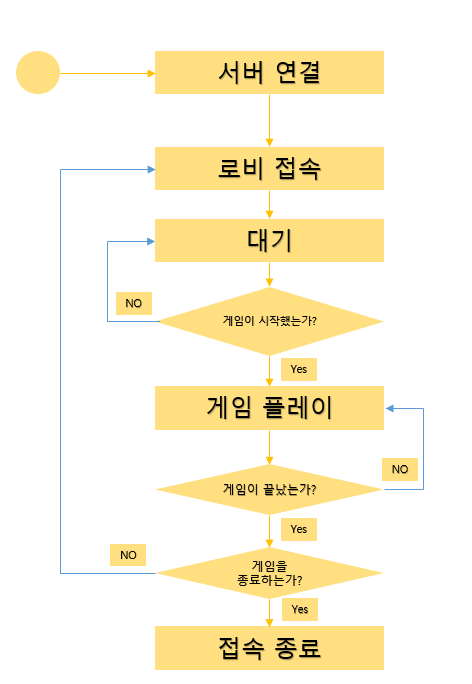 서버 연결
로비 접속
대기
NO
게임이 시작했는가?
Yes
게임 플레이
NO
게임이 끝났는가?
Yes
NO
게임을
종료하는가?
Yes
접속 종료